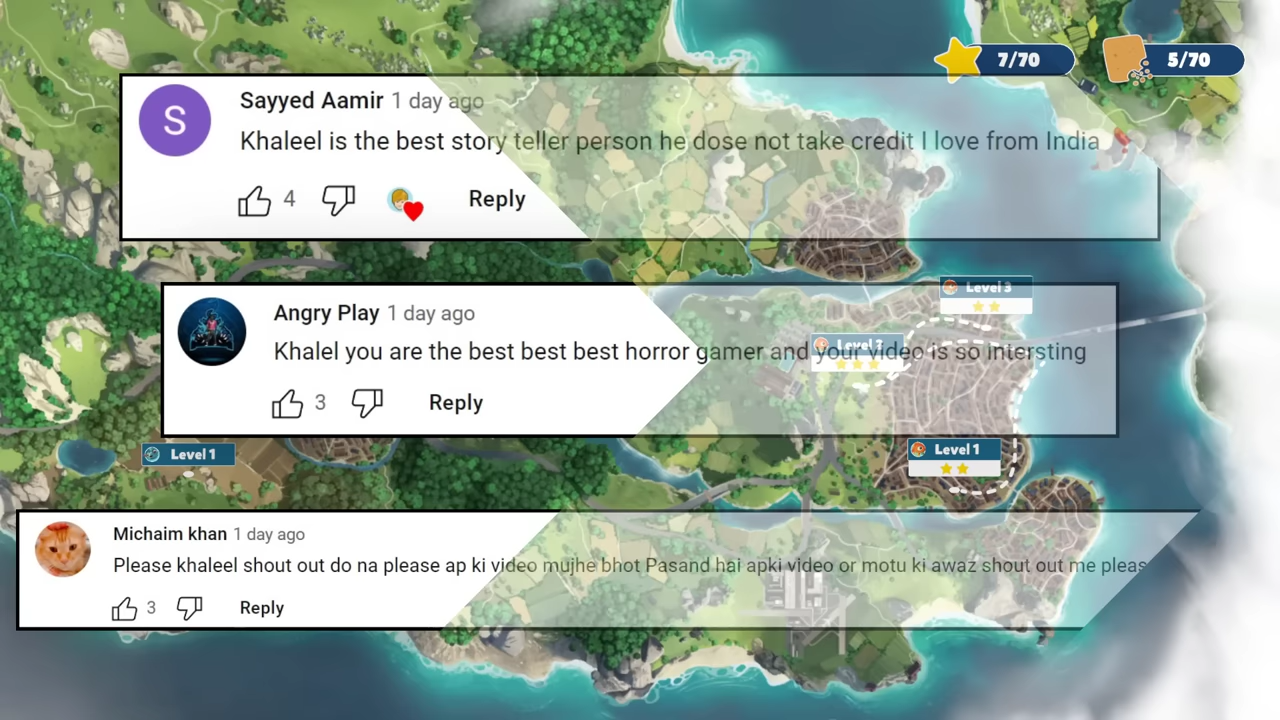 7/70
5/70
Sayyed Aamir 1 day ago
Khaleel is the best story teller person he dose not take credit I love from India
4
Reply
Level 3
Angry Play 1 day ago
Khalel you are the best best best horror gamer and your video is so intersting
Level 2
3
Reply
Level 1
Level 1
Michaim khan 1 day ago
Please khaleel shout out do na please ap ki video mujhe bhot Pasand hai apki video or motu ki awaz shout out me pleas
3
Reply